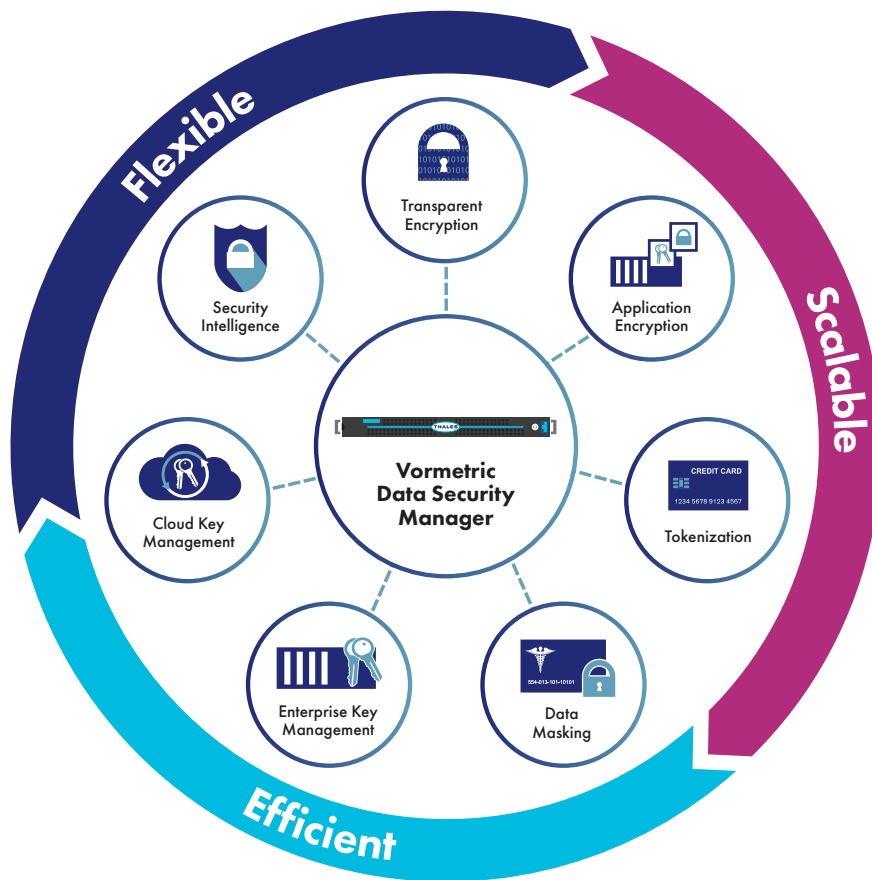 Flexible
Scalable
Efficient
Transparent
Encryption
Application
Encryption
CREDIT CARD
1234 5678 9123 4567
Tokenization
554-013-101-10101
Data
Masking
Enterprise Key
Management
Cloud Key
Management
Security
Intelligence
THALES
Vormetric
Data Security
Manager